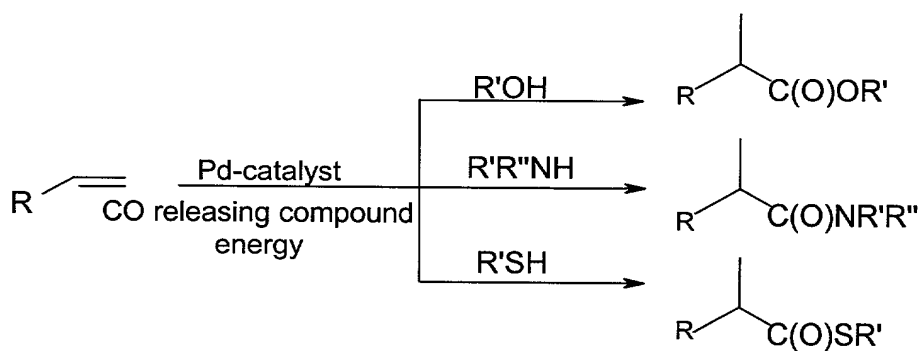 R'OH
R
C(O)OR'
Pd-catalyst
R'R"NH
R
CO releasing compound
R
C(O)NR'R"
energy
R'SH
R
C(O)SR'